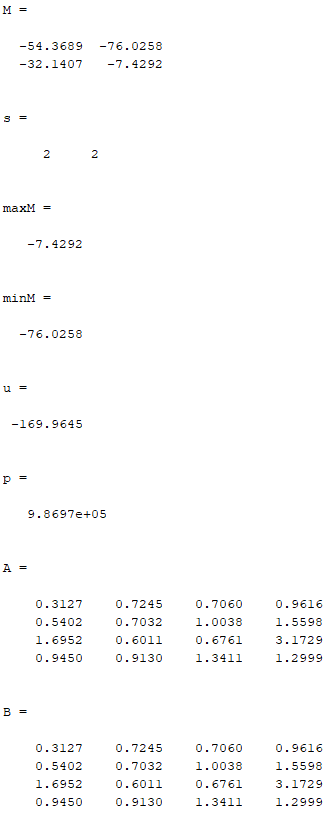 M =
-54.3689 -76.0258
-32.1407 -7.4292
s =
2 2
maxM =
-7.4292
minM =
-76.0258
u =
-169.9645
p =
9.8697e+05
A =
0.3127 0.7245 0.7060 0.9616
0.5402 0.7032 1.0038 1.5598
1.6952 0.6011 0.6761 3.1729
0.9450 0.9130 1.3411 1.2999
B =
0.3127 0.7245 0.7060 0.9616
0.5402 0.7032 1.0038 1.5598
1.6952 0.6011 0.6761 3.1729
0.9450 0.9130 1.3411 1.2999